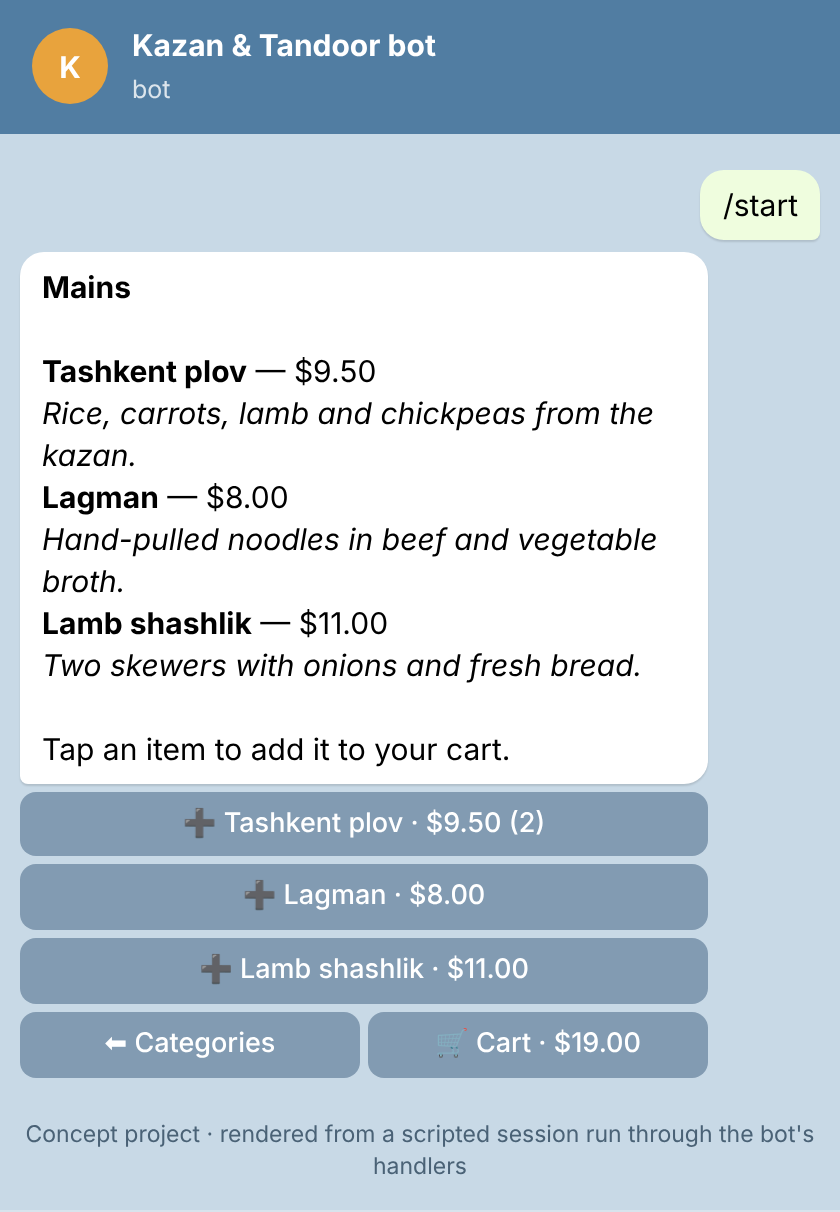 K
Kazan & Tandoor bot
bot
/start
Mains
Tashkent plov — $9.50
Rice, carrots, lamb and chickpeas from the
kazan.
Lagman — $8.00
Hand-pulled noodles in beef and vegetable
broth.
Lamb shashlik — $11.00
Two skewers with onions and fresh bread.
Tap an item to add it to your cart.
➕ Tashkent plov · $9.50 (2)
➕ Lagman · $8.00
➕ Lamb shashlik · $11.00
⬅ Categories
🛒 Cart · $19.00
Concept project · rendered from a scripted session run through the bot's
handlers